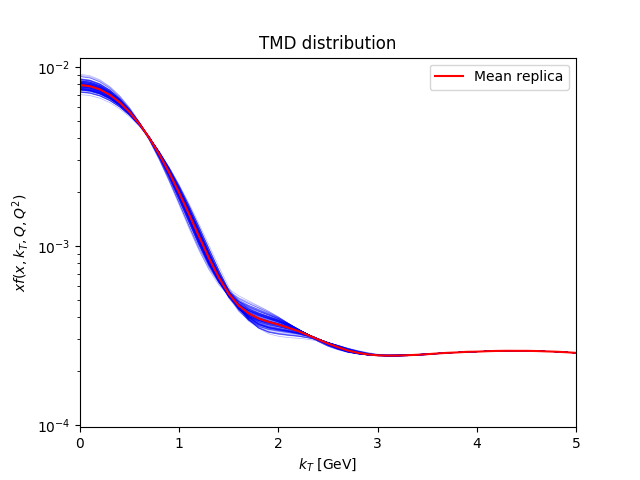 TMD distribution
Mean replica
10⁻²
10⁻³
10⁻⁴
xf(x, k_T, Q, Q²)
0 1 2 3 4 5
k_T [GeV]